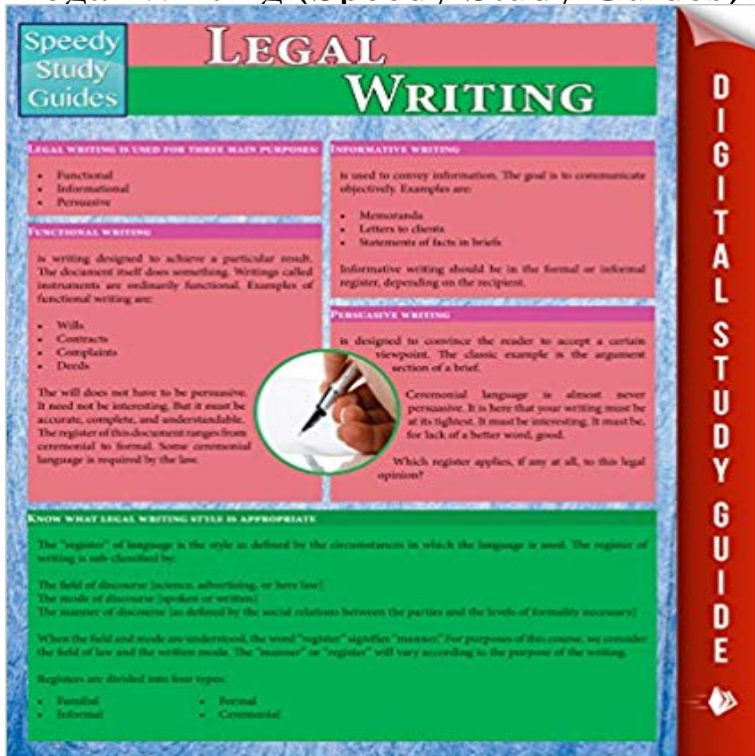 Speedy
Study
Guides
LEGAL
WRITING
LEGAL WRITING IS USED FOR THREE MAIN PURPOSES:
• Functional
• Informational
• Persuasive
FUNCTIONAL WRITING
is writing designed to achieve a particular result.
The document itself does something. Writings called
instruments are ordinarily functional. Examples of
functional writing are:
• Wills
• Contracts
• Complaints
• Deeds
The will does not have to be persuasive.
It need not be interesting. But it must be
accurate, complete, and understandable.
The register of this document ranges from
ceremonial to formal. Some ceremonial
language is required by the law.
INFORMATIVE WRITING
is used to convey information. The goal is to communicate
objectively. Examples are:
• Memoranda
• Letters to clients
• Statements of facts in briefs
Informative writing should be in the formal or informal
register, depending on the recipient.
PERSUASIVE WRITING
is designed to convince the reader to accept a certain
viewpoint. The classic example is the argument
section of a brief.
Ceremonial language is almost never
persuasive. It is here that your writing must be
at its tightest. It must be interesting. It must be,
for lack of a better word, good.
Which register applies, if any at all, to this legal
opinion?
KNOW WHAT LEGAL WRITING STYLE IS APPROPRIATE
The "register" of language is the style as defined by the circumstances in which the language is used. The register of
writing is sub-classified by:
The field of discourse [science, advertising, or here law]
The mode of discourse [spoken or written]
The manner of discourse [as defined by the social relations between the parties and the levels of formality necessary]
When the field and mode are understood, the word "register" signifies "manner." For purposes of this course, we consider
the field of law and the written mode. The "manner" or "register" will vary according to the purpose of the writing.
Registers are divided into four types:
• Familial
• Informal
• Formal
• Ceremonial
DIGITAL STUDY GUIDE